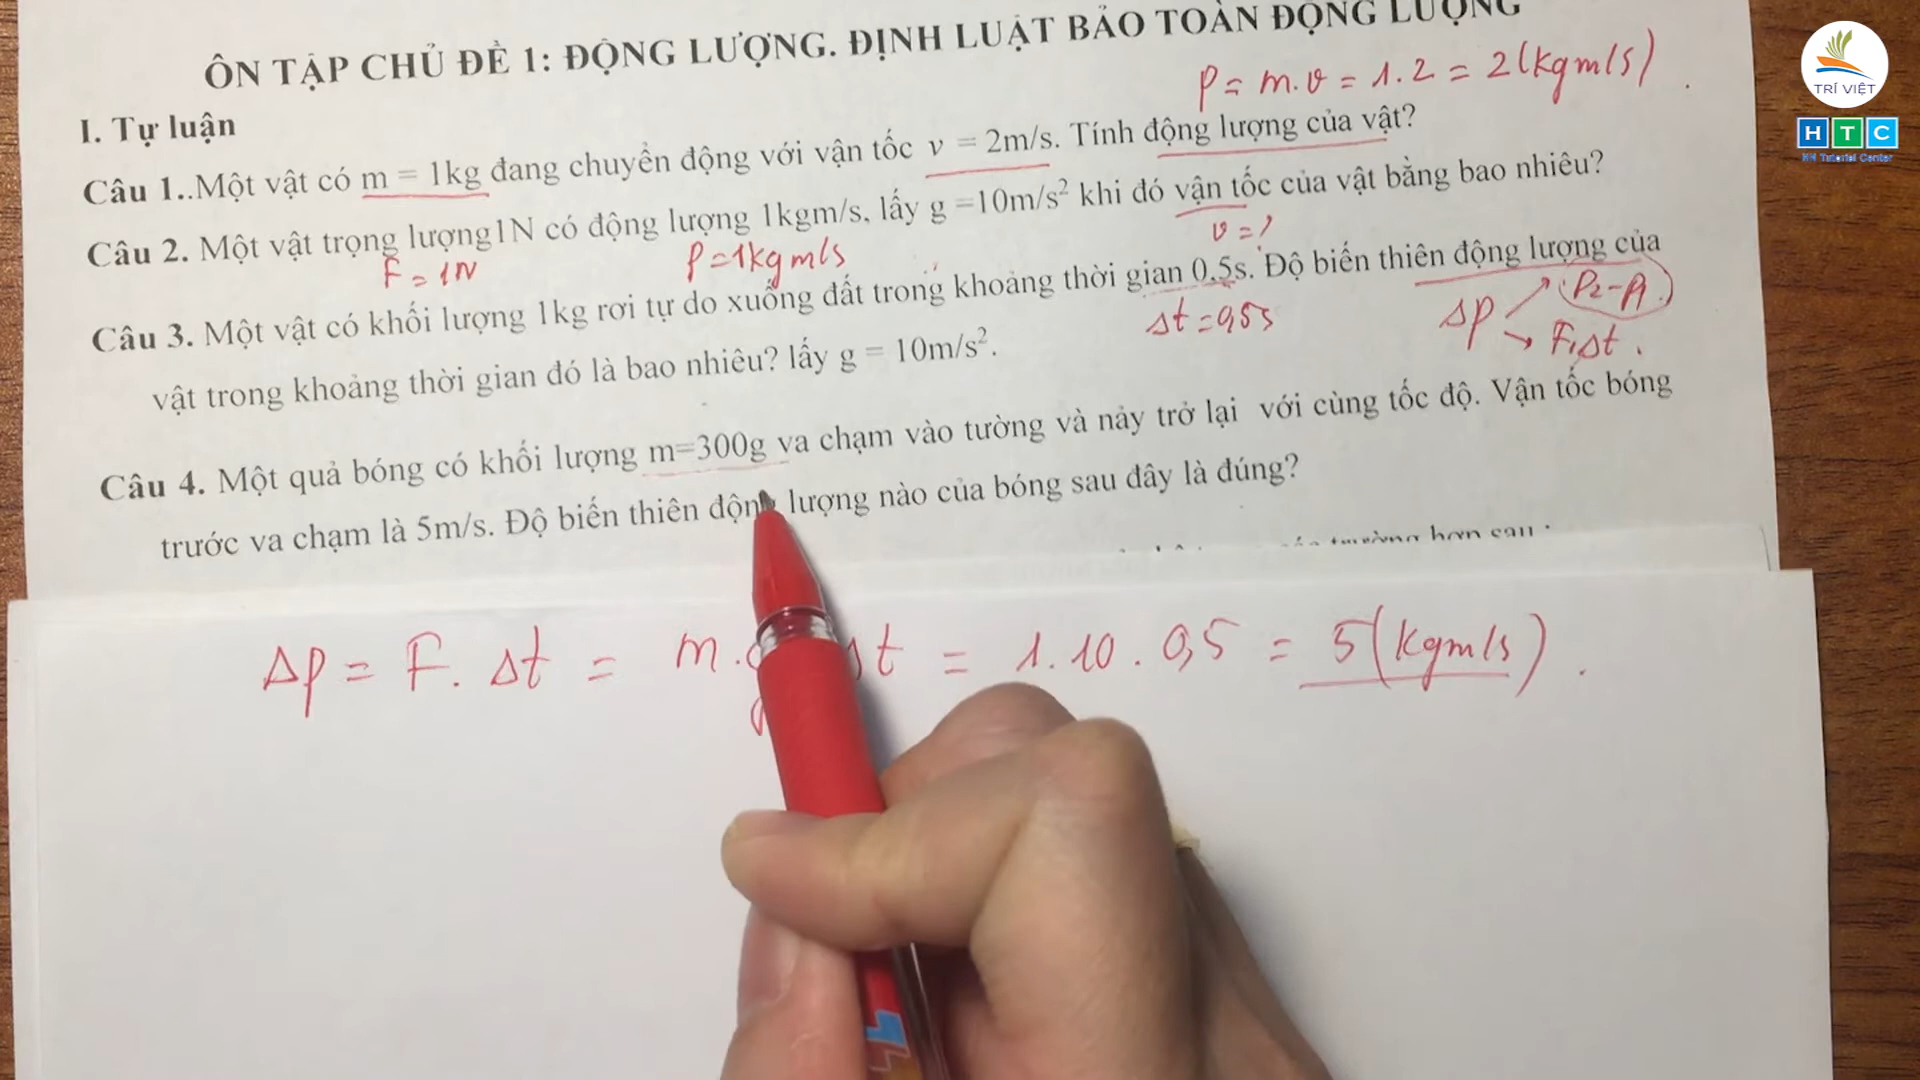 ÔN TẬP CHỦ ĐỀ 1: ĐỘNG LƯỢNG. ĐỊNH LUẬT BẢO TOÀN ĐỘNG LƯỢNG
TRÍ VIỆT
H T C
HN Tutorial Center
p = m.v = 1.2 = 2(kgm/s)
I. Tự luận
Câu 1..Một vật có m = 1kg đang chuyển động với vận tốc v = 2m/s. Tính động lượng của vật?
Câu 2. Một vật trọng lượng1N có động lượng 1kgm/s, lấy g =10m/s² khi đó vận tốc của vật bằng bao nhiêu?
F = 1N p = 1kgm/s v = ?
Câu 3. Một vật có khối lượng 1kg rơi tự do xuống đất trong khoảng thời gian 0,5s. Độ biến thiên động lượng của
Δt = 0,5s Δp P2 - P1
F.Δt.
vật trong khoảng thời gian đó là bao nhiêu? lấy g = 10m/s².
Câu 4. Một quả bóng có khối lượng m=300g va chạm vào tường và nảy trở lại với cùng tốc độ. Vận tốc bóng
trước va chạm là 5m/s. Độ biến thiên động lượng nào của bóng sau đây là đúng?
Δp = F. Δt = m.g Δt = 1.10.0,5 = 5(kgm/s).